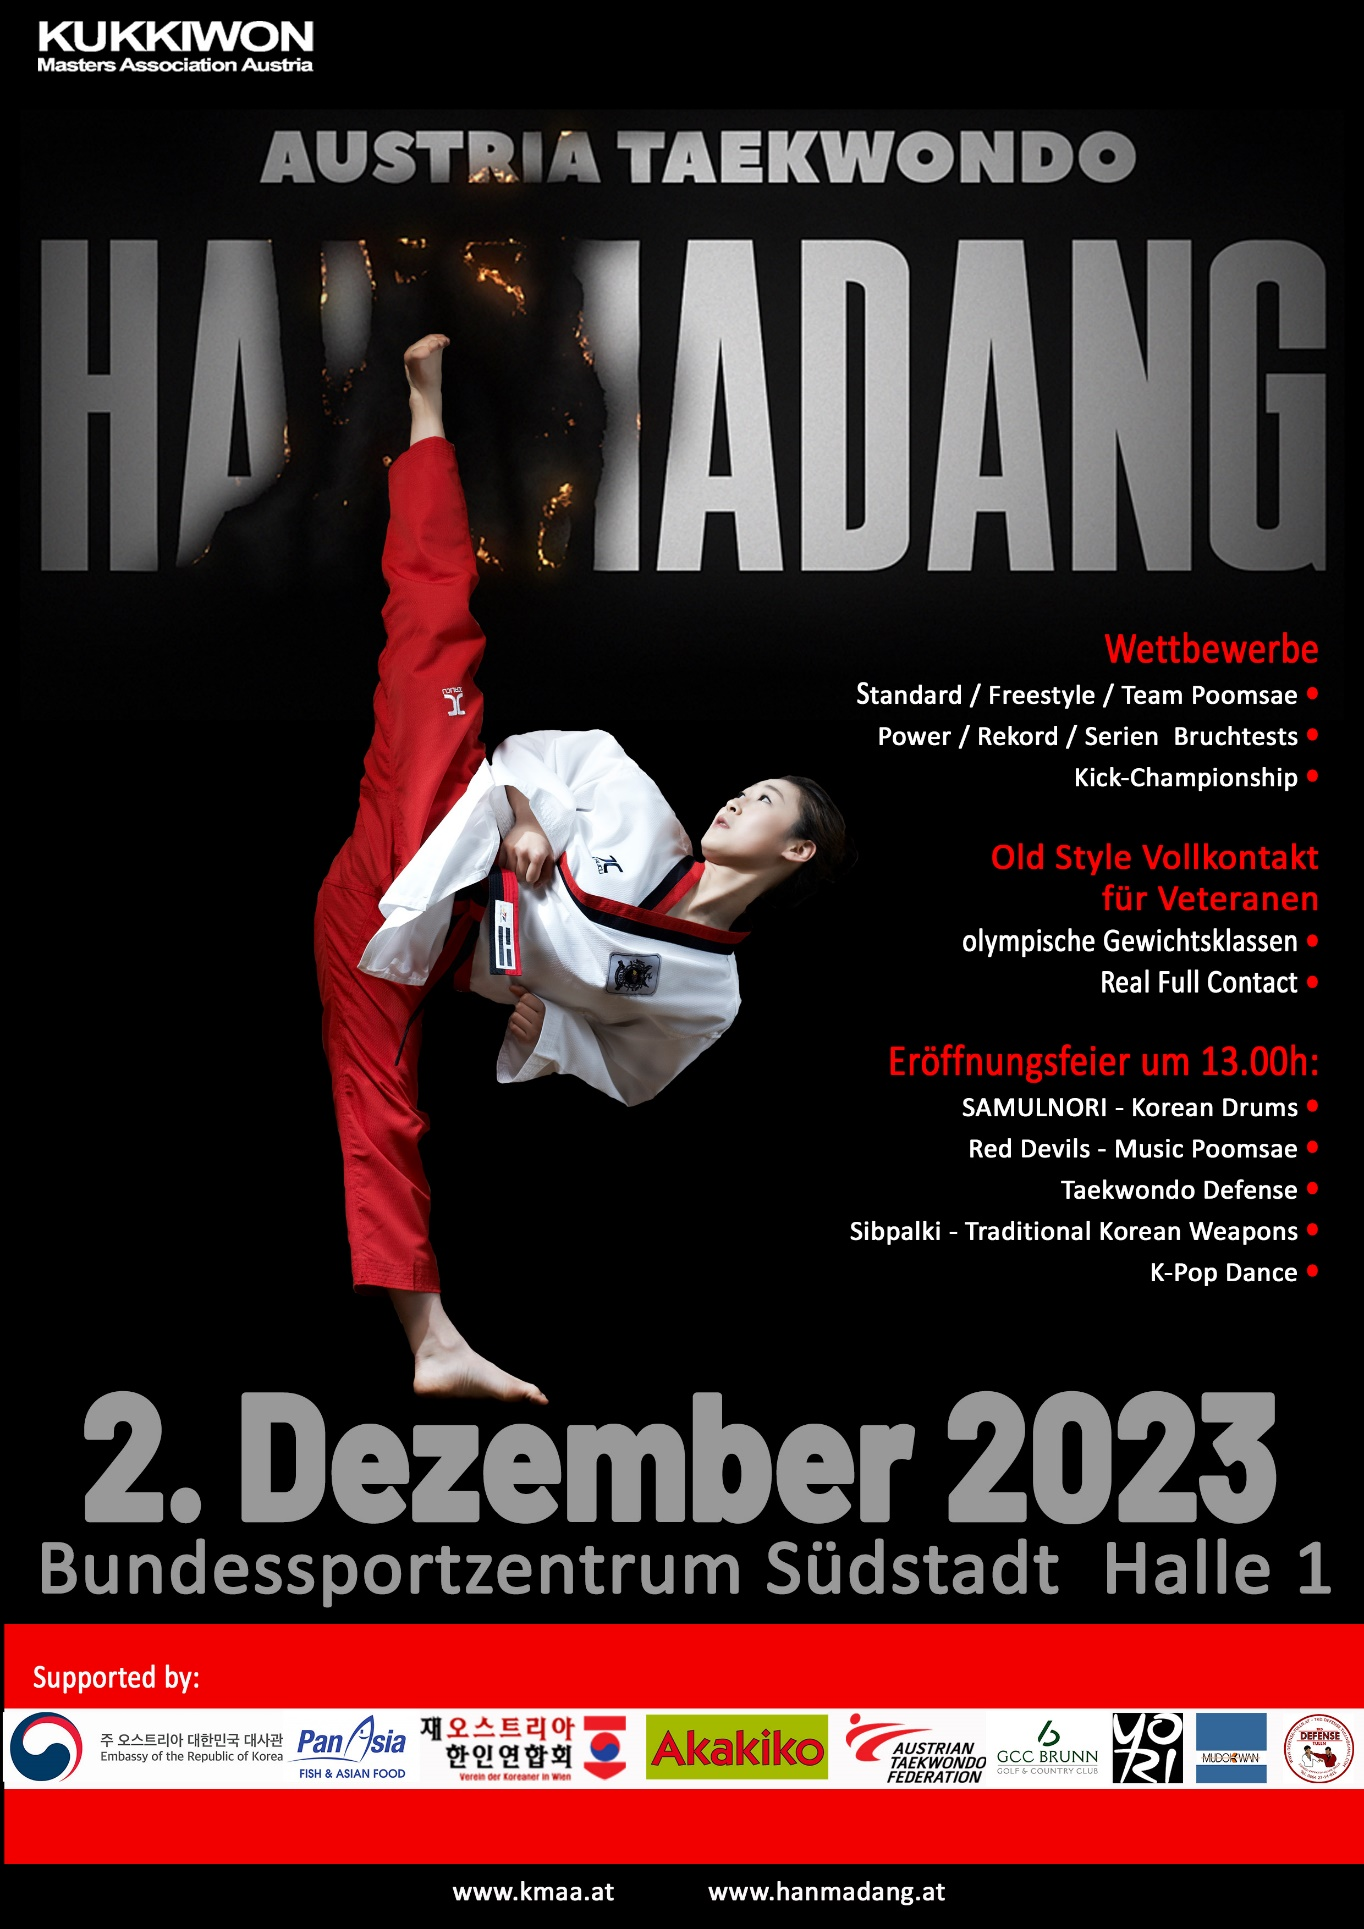 KUKKIWON
Masters Association Austria
AUSTRIA TAEKWONDO
HANMADANG
Wettbewerbe
Standard / Freestyle / Team Poomsae •
Power / Rekord / Serien Bruchtests •
Kick-Championship •
Old Style Vollkontakt
für Veteranen
olympische Gewichtsklassen •
Real Full Contact •
Eröffnungsfeier um 13.00h:
SAMULNORI - Korean Drums •
Red Devils - Music Poomsae •
Taekwondo Defense •
Sibpalki - Traditional Korean Weapons •
K-Pop Dance •
2. Dezember 2023
Bundessportzentrum Südstadt Halle 1
Supported by:
주 오스트리아 대한민국 대사관
Embassy of the Republic of Korea
Pan Asia
FISH & ASIAN FOOD
재 오스트리아
한인연합회
Verein der Koreaner in Wien
Akakiko
AUSTRIAN
TAEKWONDO
FEDERATION
GCC BRUNN
GOLF & COUNTRY CLUB
YO
RI
MUDOKWAN
DEFENSE
www.kmaa.at
www.hanmadang.at